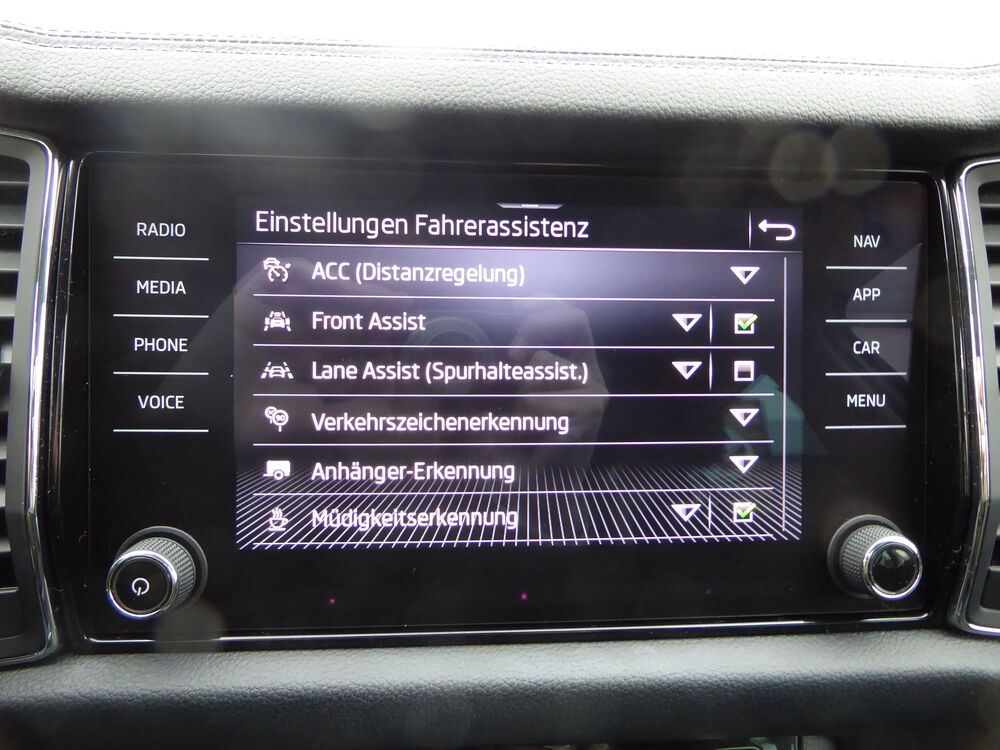 RADIO
MEDIA
PHONE
VOICE
Einstellungen Fahrerassistenz
ACC (Distanzregelung)
Front Assist
Lane Assist (Spurhalteassist.)
Verkehrszeichenerkennung
Anhänger-Erkennung
Müdigkeitserkennung
NAV
APP
CAR
MENU